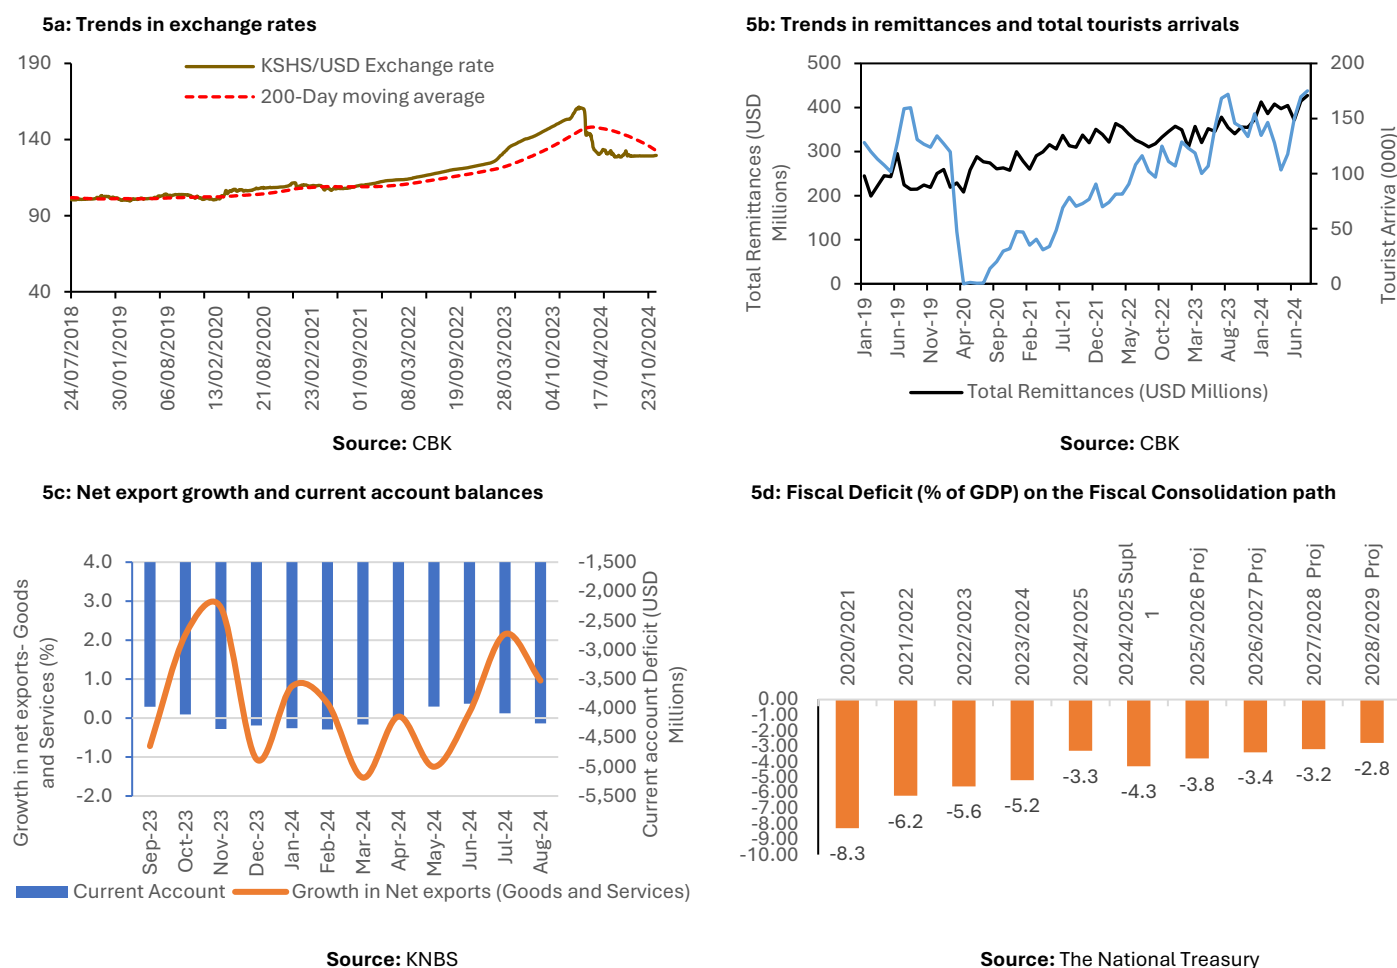 5a: Trends in exchange rates
190
140
90
40
KSHS/USD Exchange rate
200-Day moving average
24/07/2018
30/01/2019
06/08/2019
13/02/2020
21/08/2020
23/02/2021
01/09/2021
08/03/2022
19/09/2022
28/03/2023
04/10/2023
17/04/2024
23/10/2024
Source: CBK
5b: Trends in remittances and total tourists arrivals
Total Remittances (USD
Millions)
500
400
300
200
100
0
200
150
100
50
0
Tourist Arriva (000)l
Jan-19
Jun-19
Nov-19
Apr-20
Sep-20
Feb-21
Jul-21
Dec-21
May-22
Oct-22
Mar-23
Aug-23
Jan-24
Jun-24
Total Remittances (USD Millions)
Source: CBK
5c: Net export growth and current account balances
Growth in net exports- Goods
and Services (%)
4.0
3.0
2.0
1.0
0.0
-1.0
-2.0
-1,500
-2,000
-2,500
-3,000
-3,500
-4,000
-4,500
-5,000
-5,500
Current account Deficit (USD
Millions)
Sep-23
Oct-23
Nov-23
Dec-23
Jan-24
Feb-24
Mar-24
Apr-24
May-24
Jun-24
Jul-24
Aug-24
Current Account
Growth in Net exports (Goods and Services)
Source: KNBS
5d: Fiscal Deficit (% of GDP) on the Fiscal Consolidation path
2020/2021
2021/2022
2022/2023
2023/2024
2024/2025
2024/2025 Supl
1
2025/2026 Proj
2026/2027 Proj
2027/2028 Proj
2028/2029 Proj
0.00
-1.00
-2.00
-3.00
-4.00
-5.00
-6.00
-7.00
-8.00
-9.00
-10.00
-8.3
-6.2
-5.6
-5.2
-3.3
-4.3
-3.8
-3.4
-3.2
-2.8
Source: The National Treasury